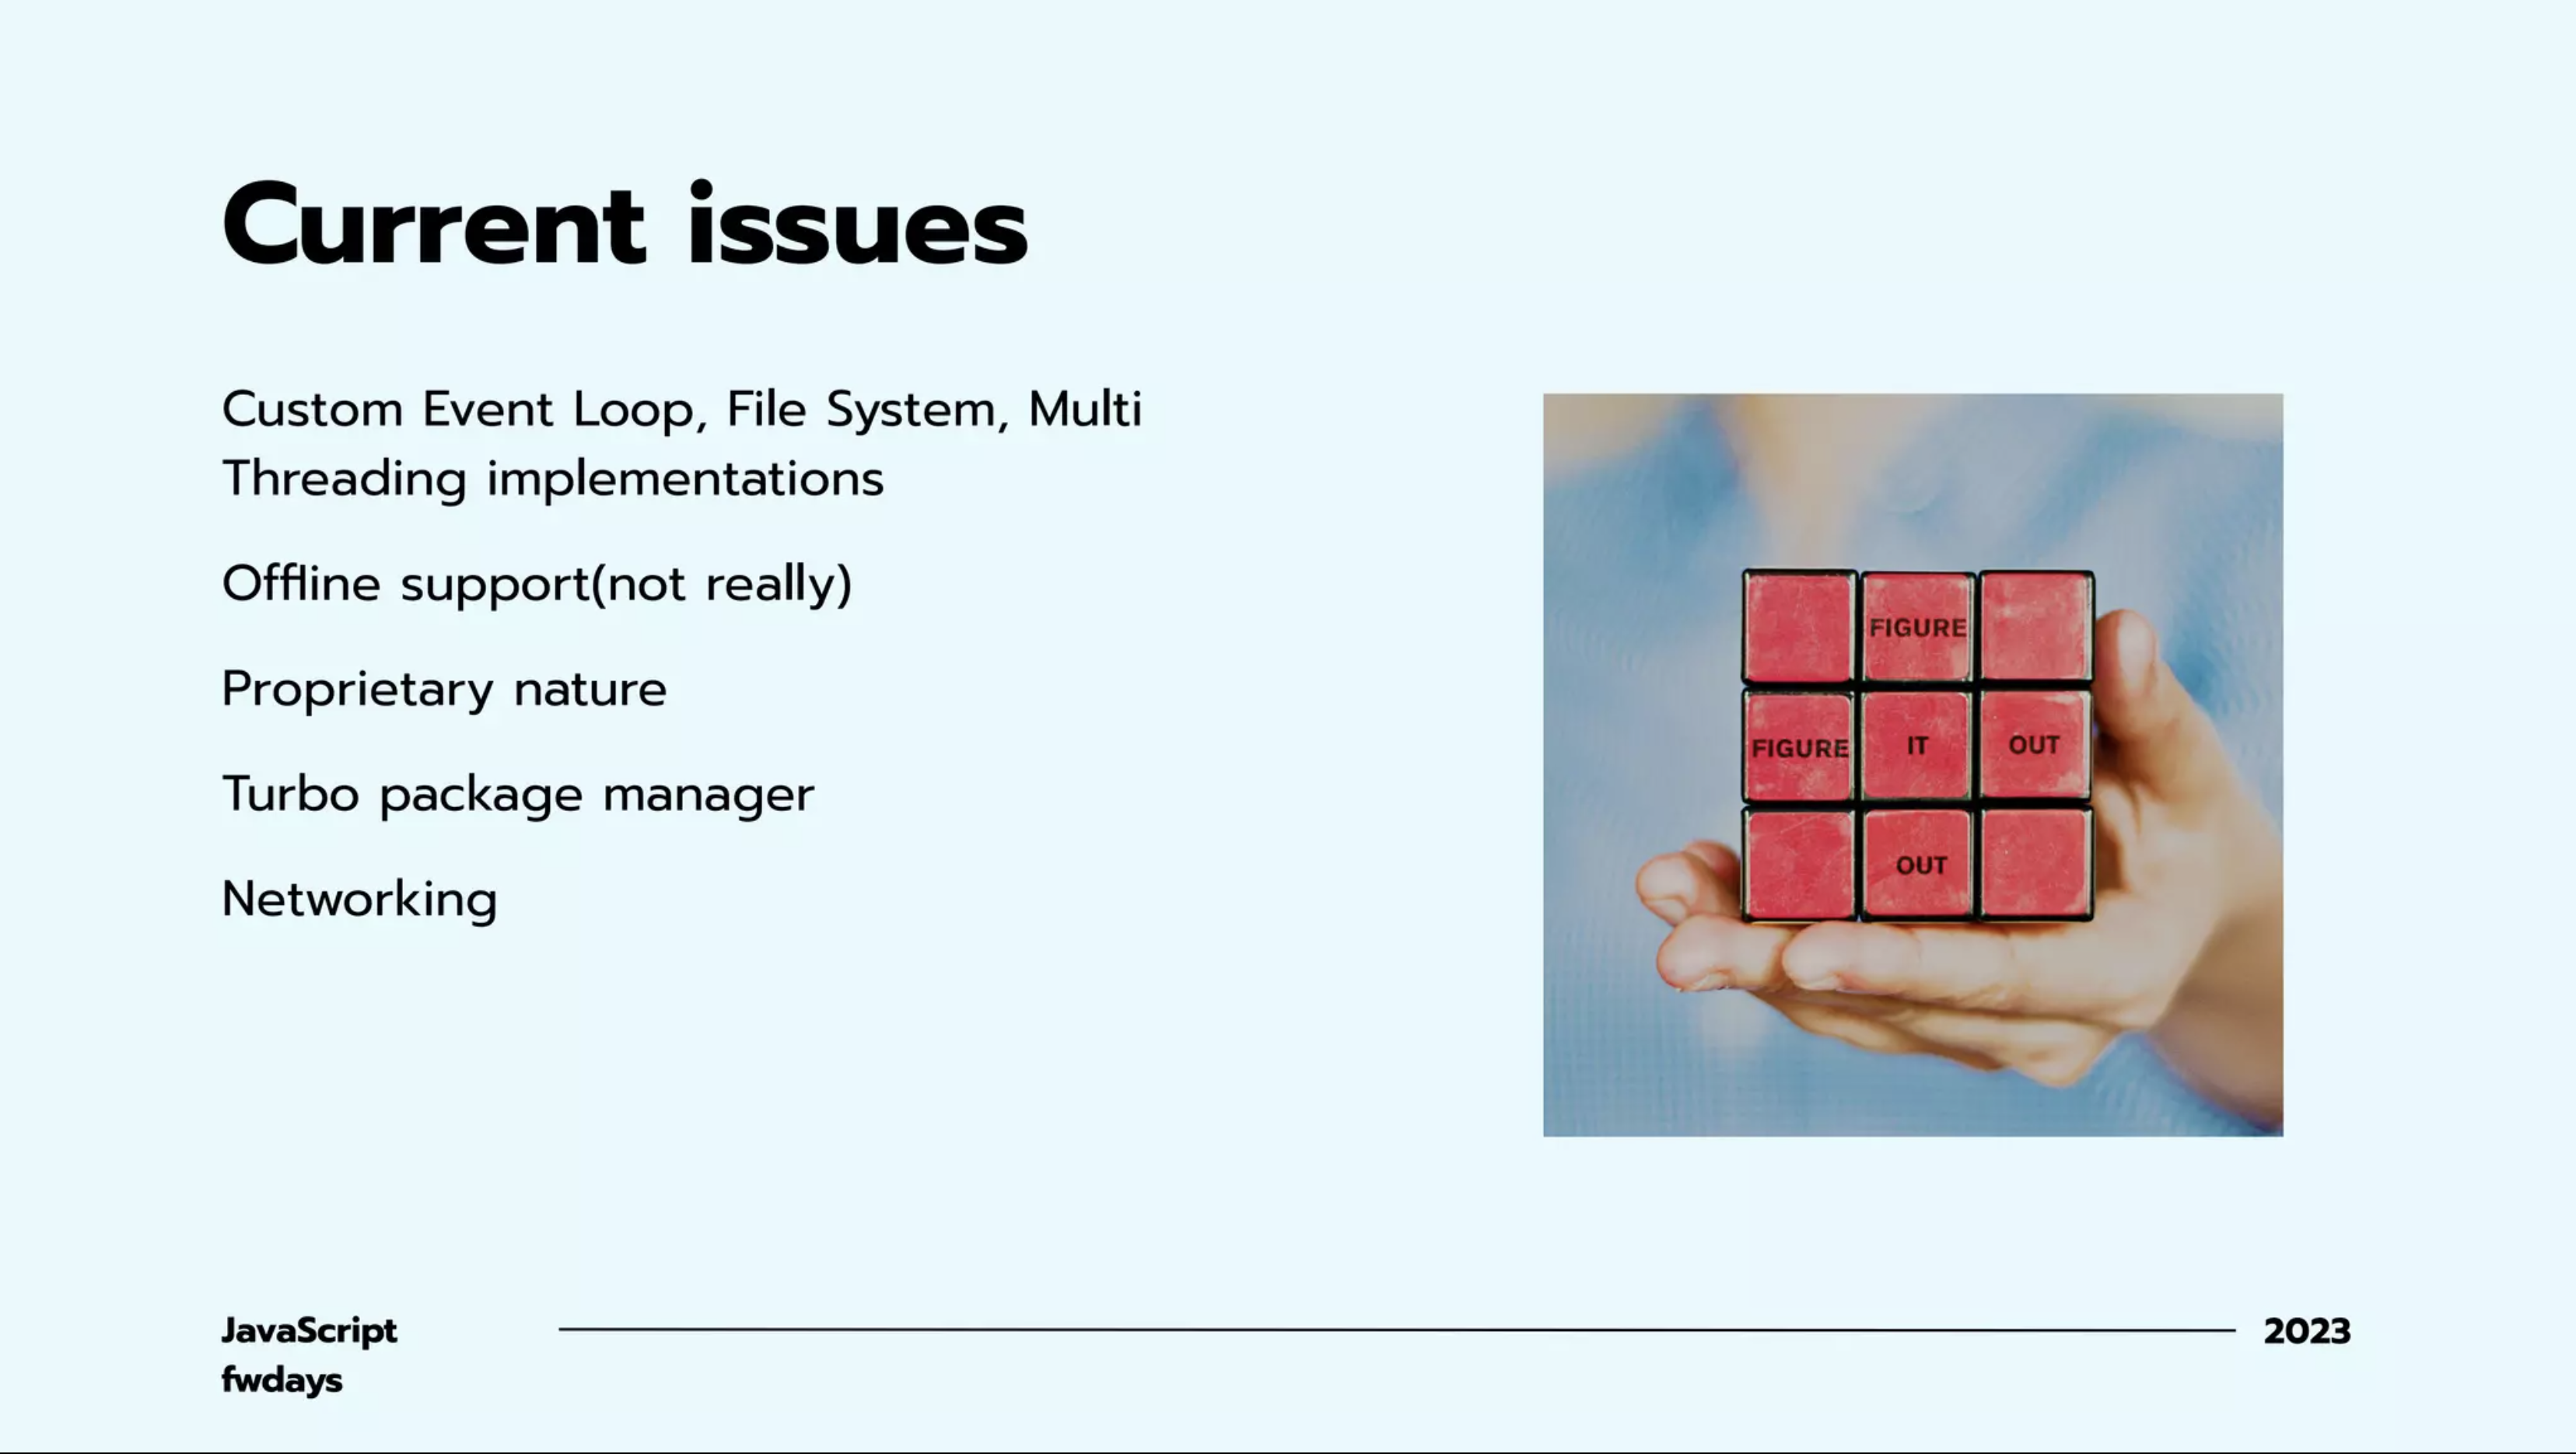 Current issues
Custom Event Loop, File System, Multi
Threading implementations
Offline support(not really)
Proprietary nature
Turbo package manager
Networking
FIGURE
FIGURE IT OUT
OUT
JavaScript
fwdays
2023